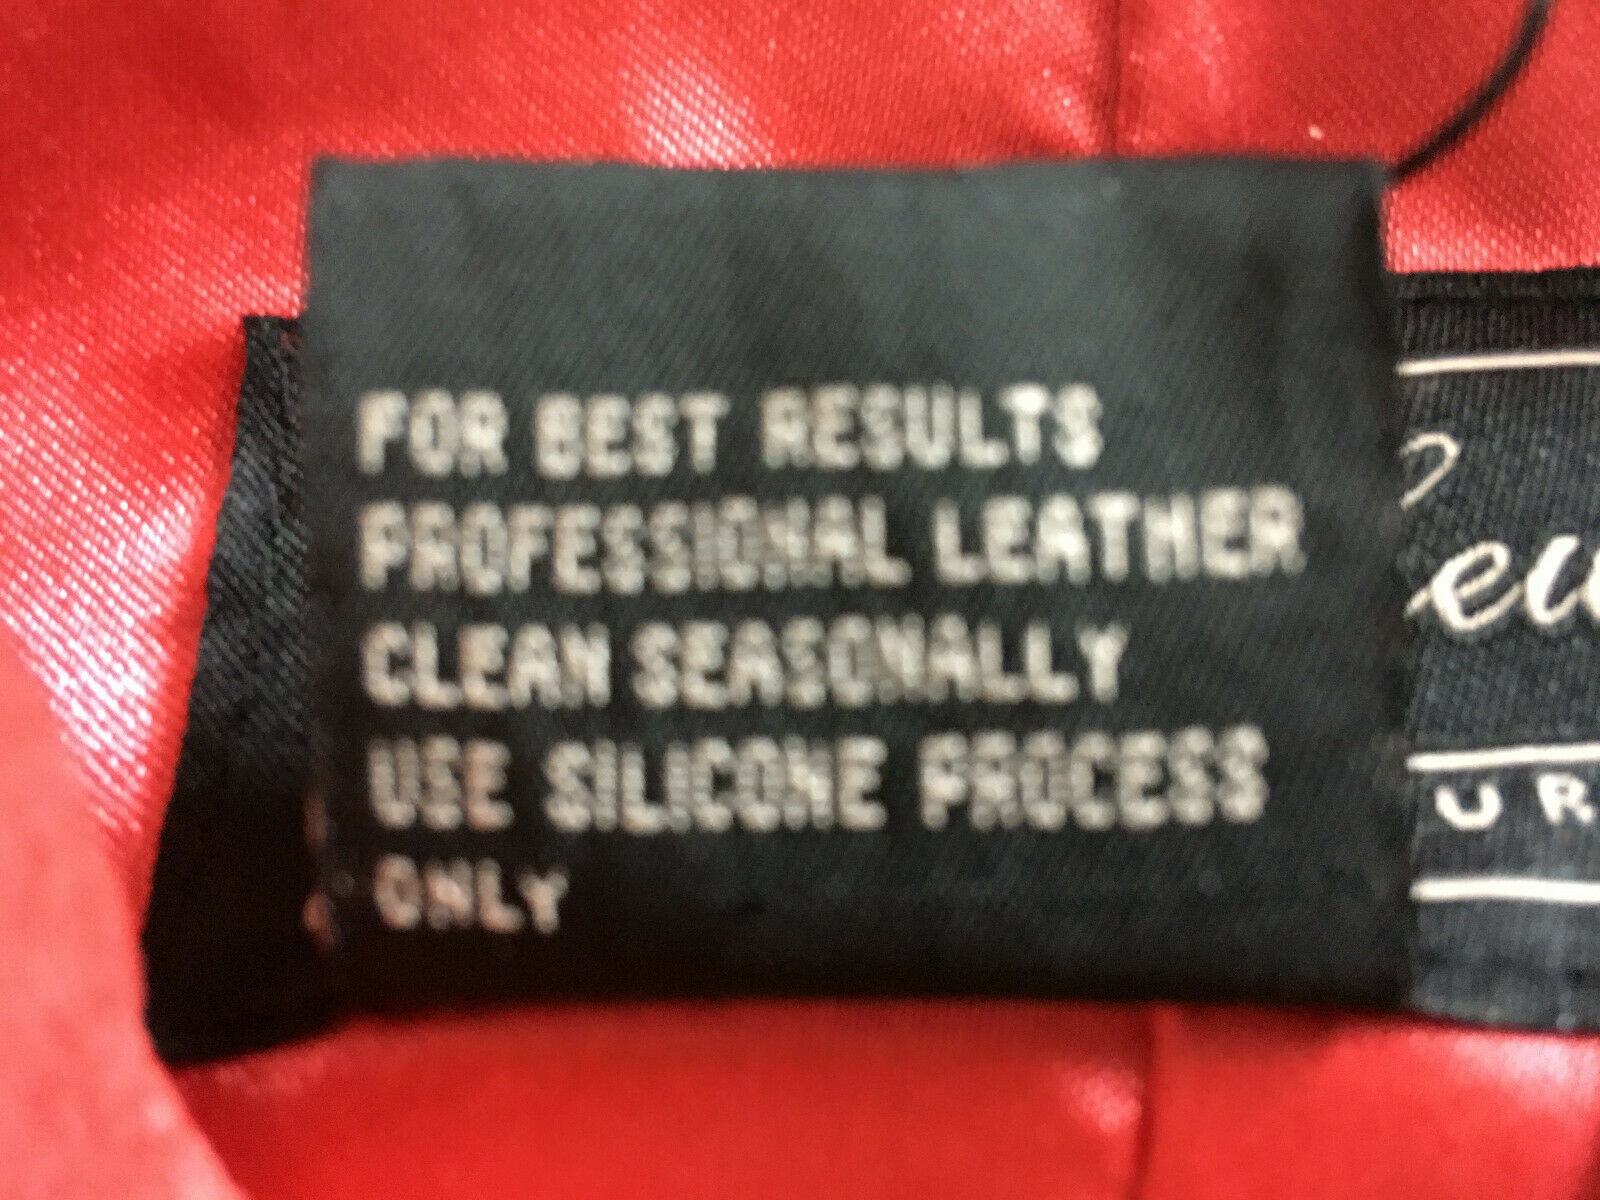 FOR BEST RESULTS
PROFESSIONAL LEATHER
CLEAN SEASONALLY
USE SILICONE PROCESS
ONLY